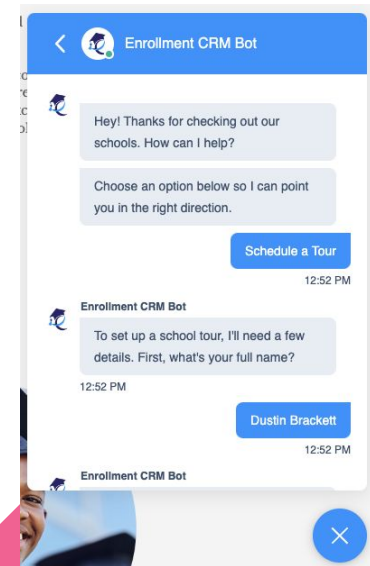 Enrollment CRM Bot
Hey! Thanks for checking out our
schools. How can I help?
Choose an option below so I can point
you in the right direction.
Schedule a Tour
12:52 PM
Enrollment CRM Bot
To set up a school tour, I'll need a few
details. First, what's your full name?
12:52 PM
Dustin Brackett
12:52 PM
Enrollment CRM Bot